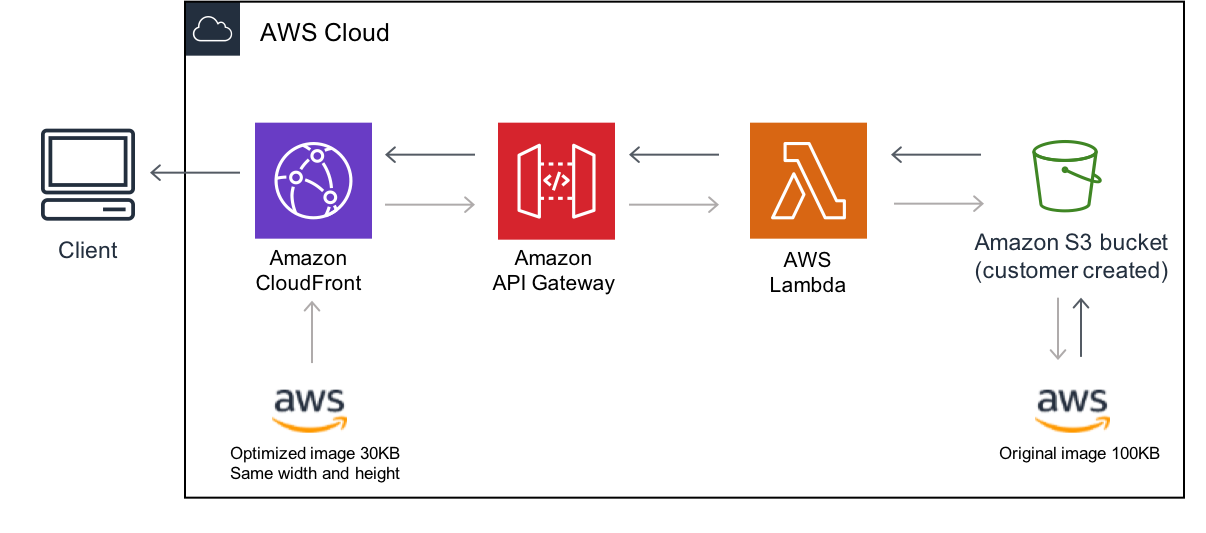 AWS Cloud
Client
Amazon
CloudFront
Amazon
API Gateway
</>
AWS
Lambda
Amazon S3 bucket
(customer created)
aws
Optimized image 30KB
Same width and height
aws
Original image 100KB